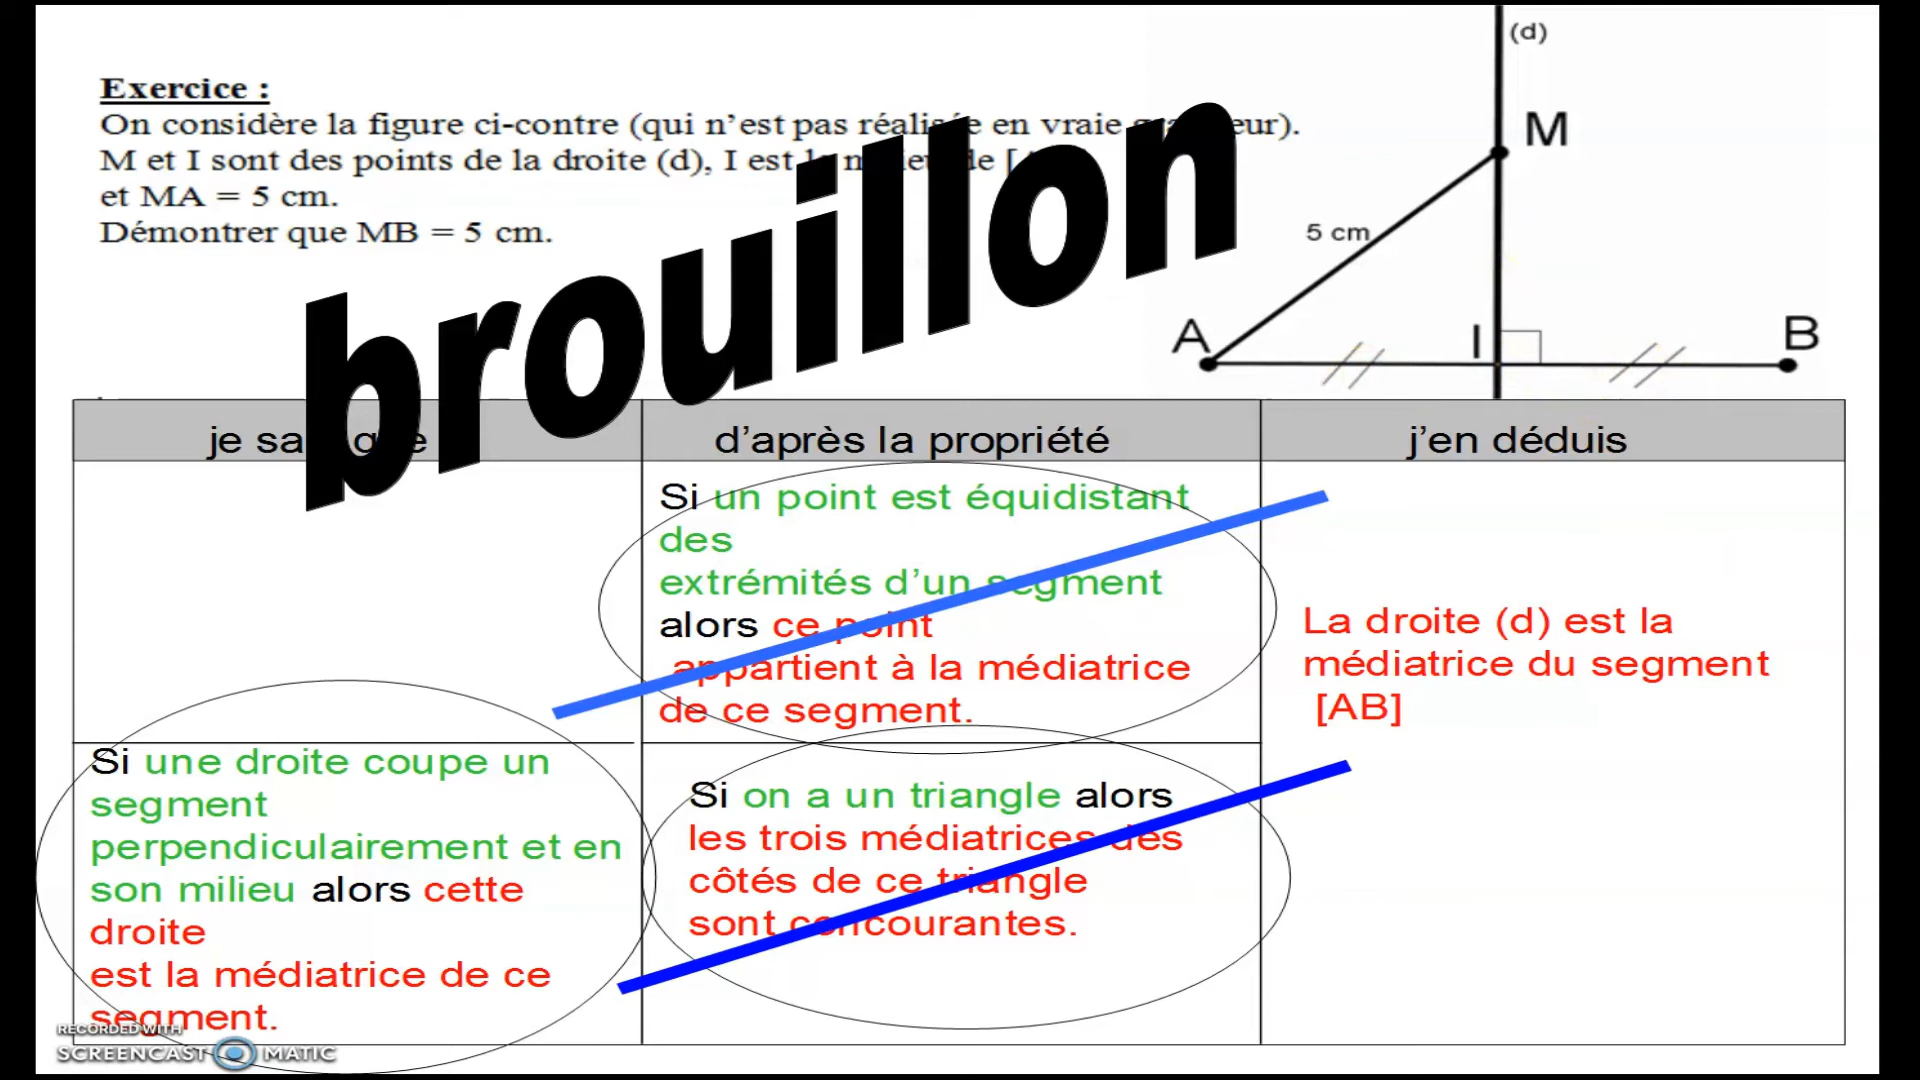 Exercice :
On considère la figure ci-contre (qui n’est pas réalisée en vraie
M et I sont des points de la droite (d), I est
et MA = 5 cm.
Démontrer que MB = 5 cm.
brouillon
(d)
M
5 cm
A
I
B
je
d’après la propriété
j’en déduis
Si un point est équidistant
des
extrémités d’un segment
alors ce point
appartient à la médiatrice
de ce segment.
La droite (d) est la
médiatrice du segment
[AB]
Si une droite coupe un
segment
perpendiculairement et en
son milieu alors cette
droite
est la médiatrice de ce
segment.
Si on a un triangle alors
les trois médiatrices des
côtés de ce triangle
sont concourantes.
RECORDED WITH
SCREENCAST MATIC